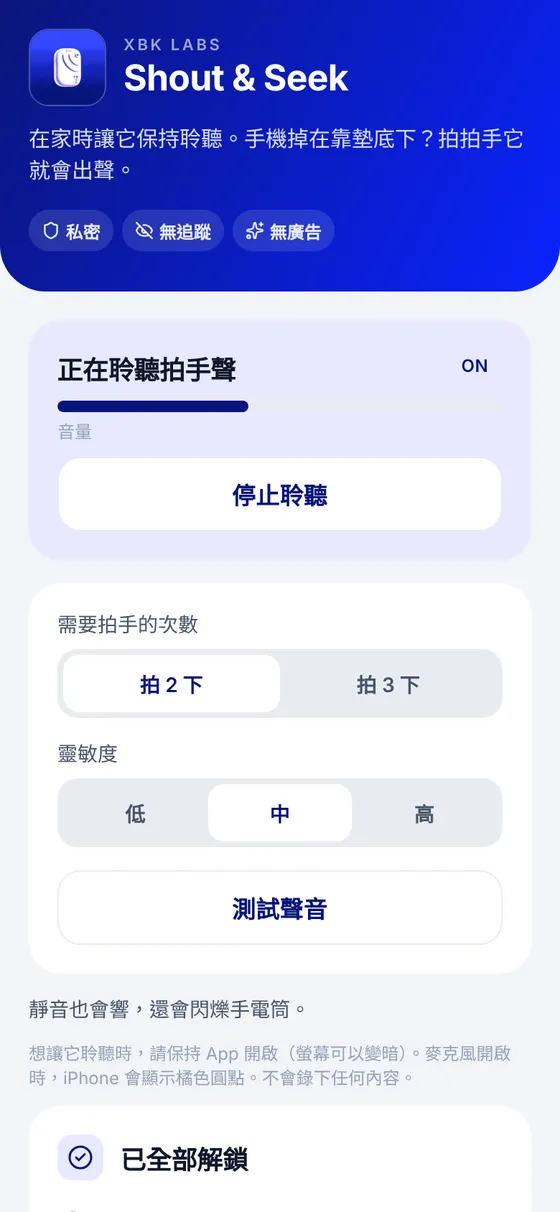 XBK LABS
Shout & Seek
在家時讓它保持聆聽。手機掉在靠墊底下？拍拍手它
就會出聲。
私密
無追蹤
無廣告
正在聆聽拍手聲
ON
音量
停止聆聽
需要拍手的次數
拍 2 下
拍 3 下
靈敏度
低
中
高
測試聲音
靜音也會響，還會閃爍手電筒。
想讓它聆聽時，請保持 App 開啟（螢幕可以變暗）。麥克風開啟
時，iPhone 會顯示橘色圓點。不會錄下任何內容。
已全部解鎖